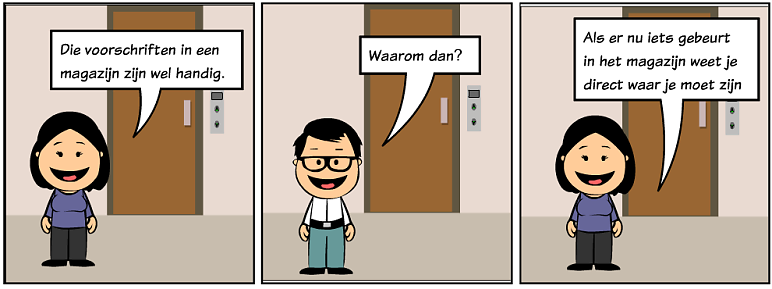 Die voorschriften in een
magazijn zijn wel handig.
Waarom dan?
Als er nu iets gebeurt
in het magazijn weet je
direct waar je moet zijn